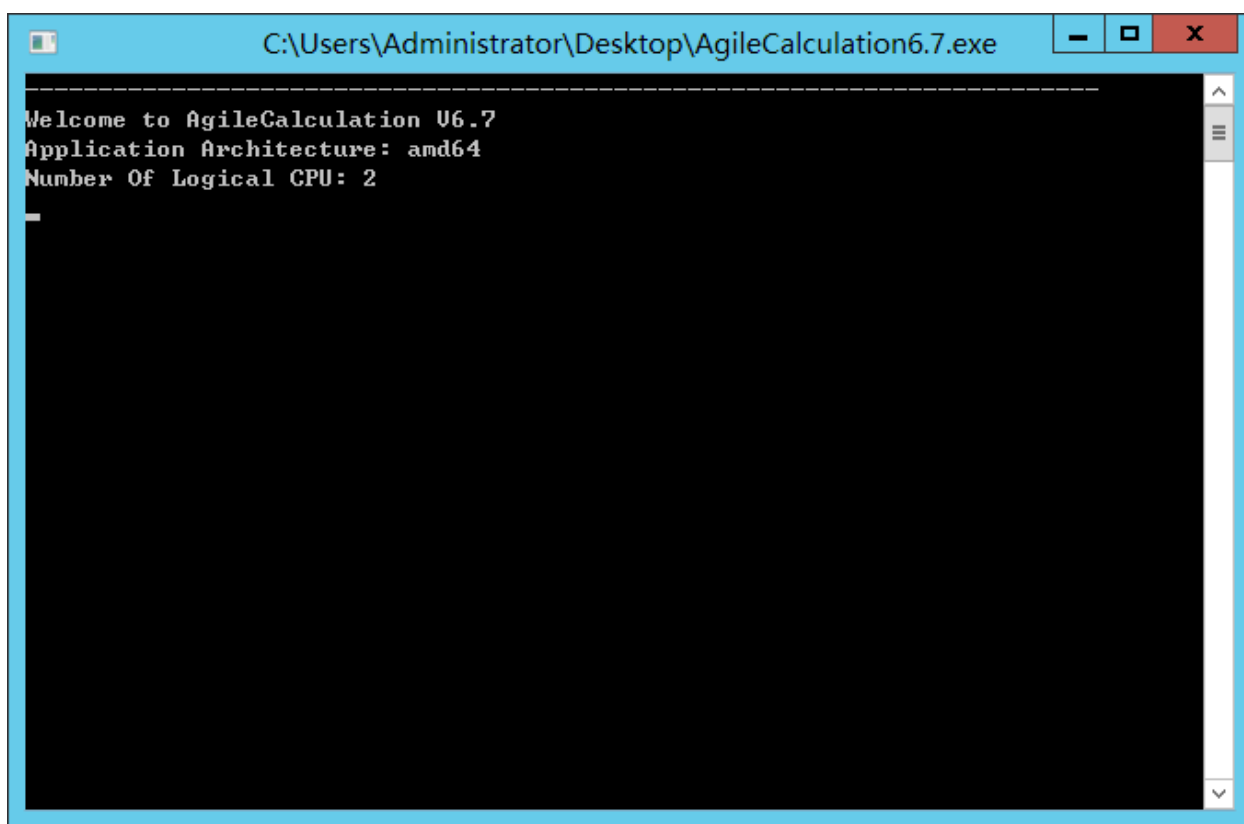 C:\Users\Administrator\Desktop\AgileCalculation6.7.exe
-------------------------------------------------------------------------
Welcome to AgileCalculation V6.7
Application Architecture: amd64
Number Of Logical CPU: 2